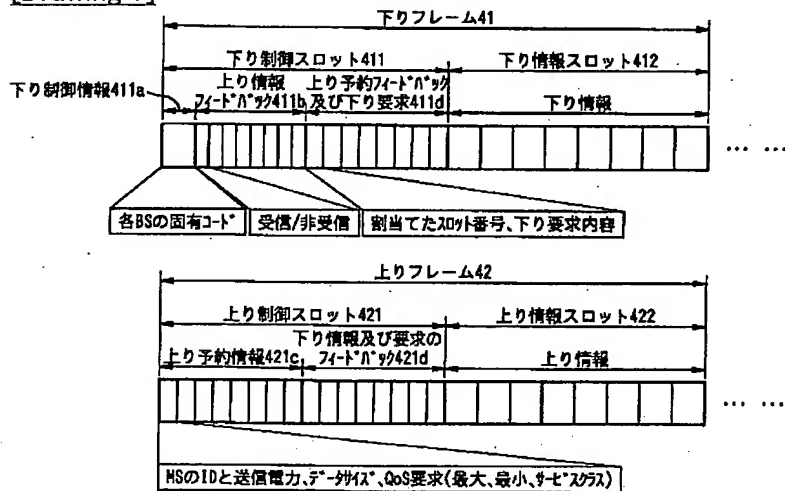 下りフレーム41
下り制御スロット411
下り情報スロット412
下り制御情報411a
上り情報
フィードバック411b
上り予約フィードバック
及び下り要求411d
下り情報
… …
各BSの固有コード
受信/非受信
割当てたスロット番号、下り要求内容
上りフレーム42
上り制御スロット421
上り情報スロット422
上り予約情報421c
下り情報及び要求の
フィードバック421d
上り情報
… …
MSのIDと送信電力、データサイズ、QoS要求(最大、最小、サービスクラス)